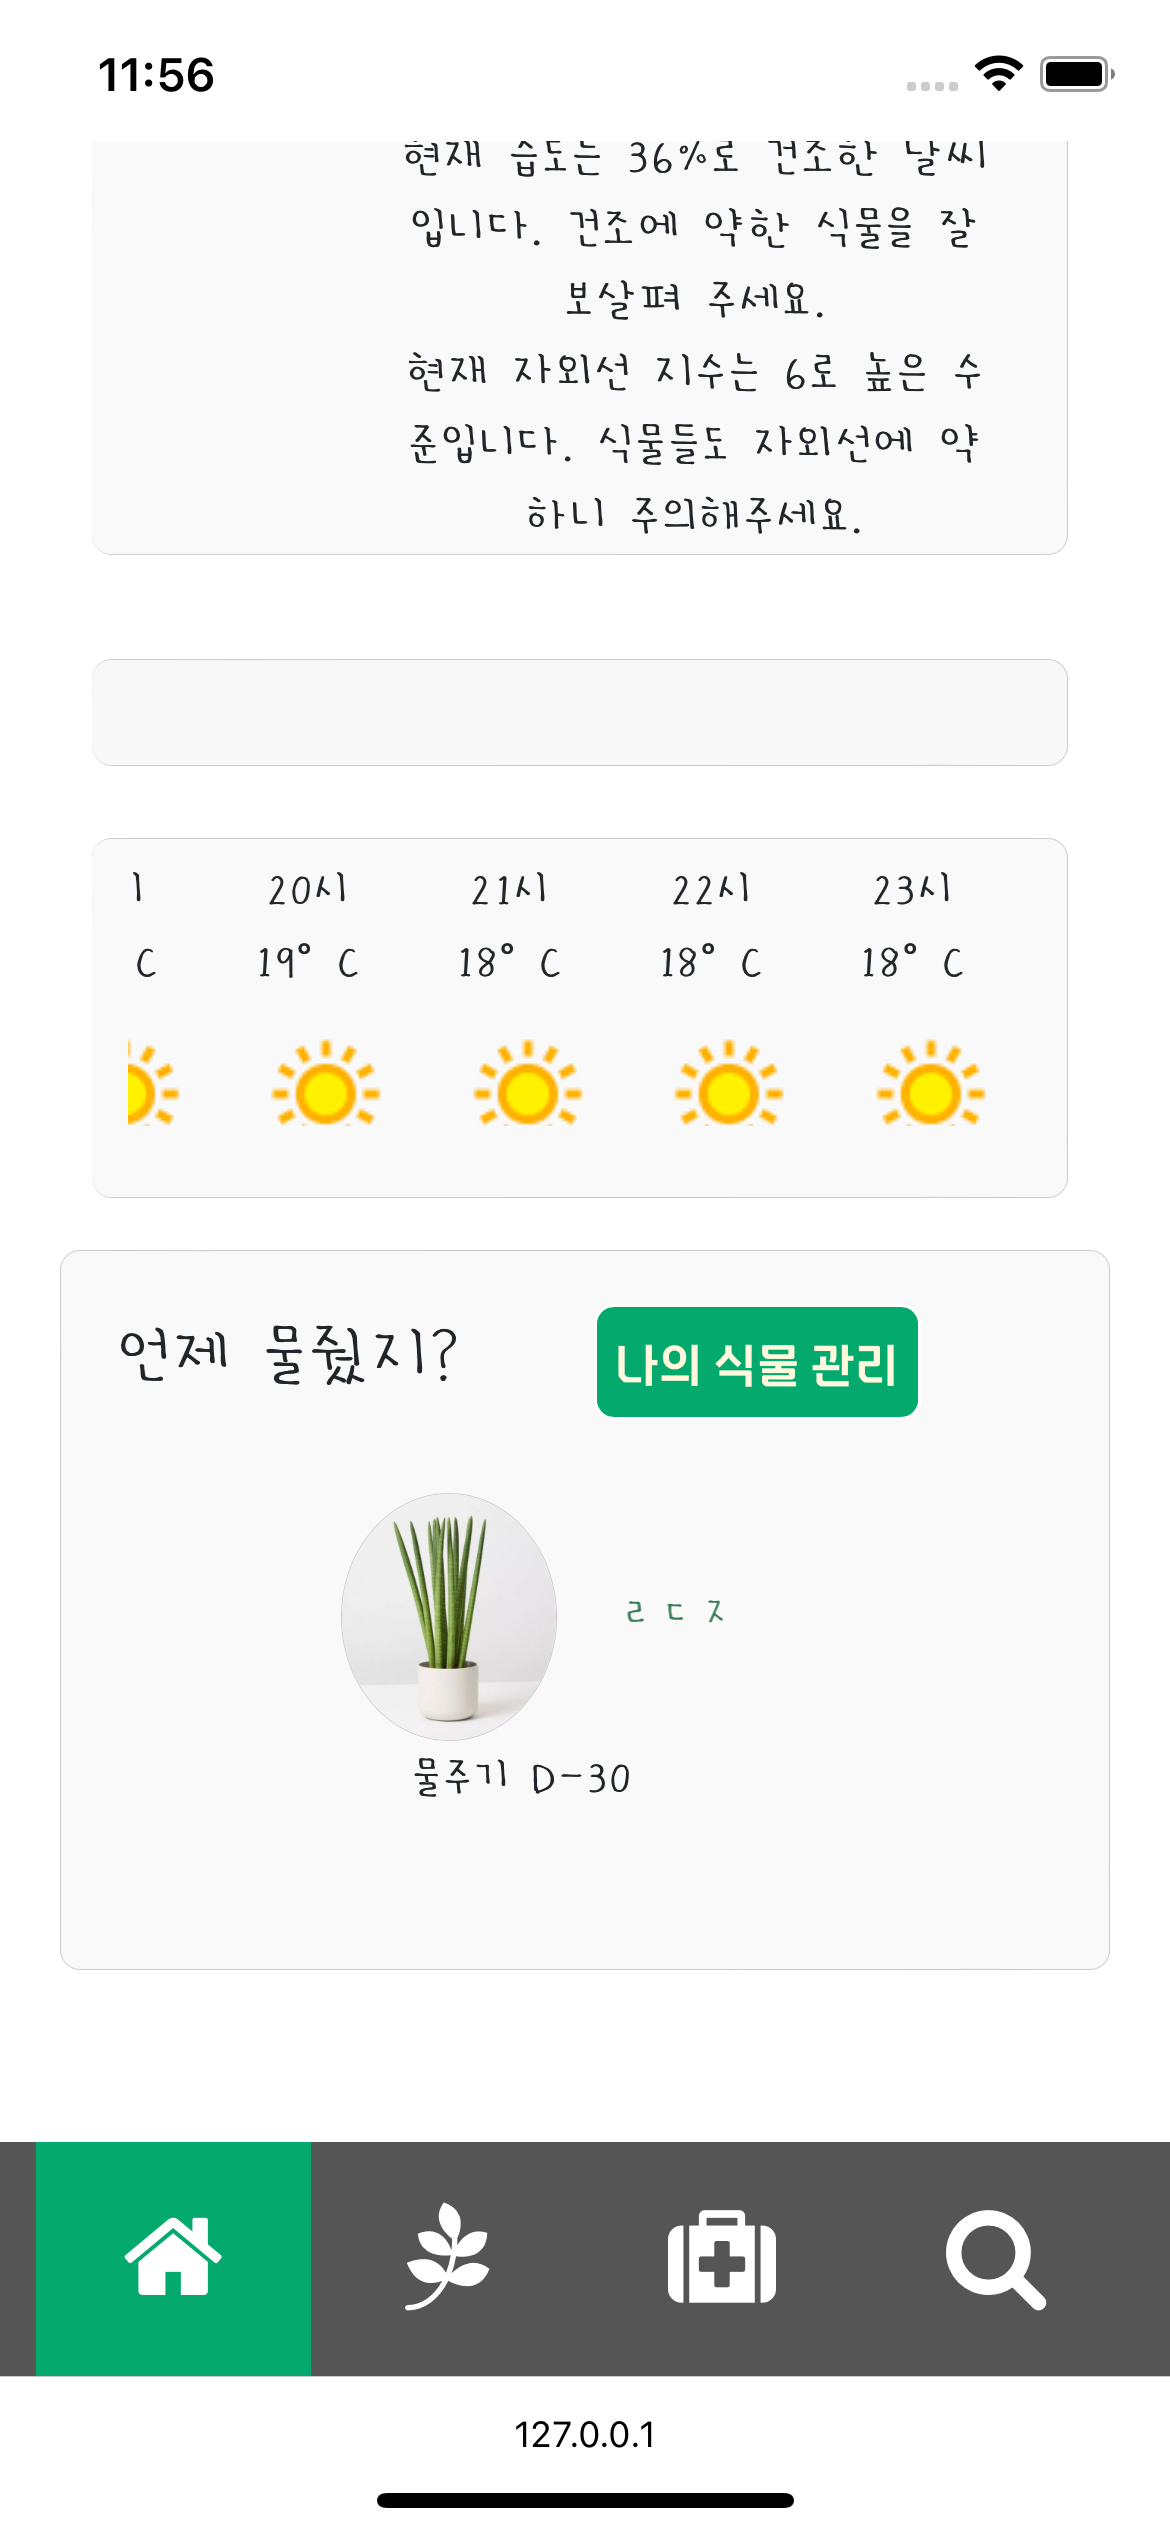 11:56
현재 습도는 36%로 건조한 날씨
입니다. 건조에 약한 식물을 잘
보살펴 주세요.
현재 자외선 지수는 6로 높은 수
준입니다. 식물들도 자외선에 약
하니 주의해주세요.
20시 21시 22시 23시
C 19° C 18° C 18° C 18° C
언제 물줬지? 나의 식물 관리
ㄹㄷㅈ
물주기 D-30
127.0.0.1